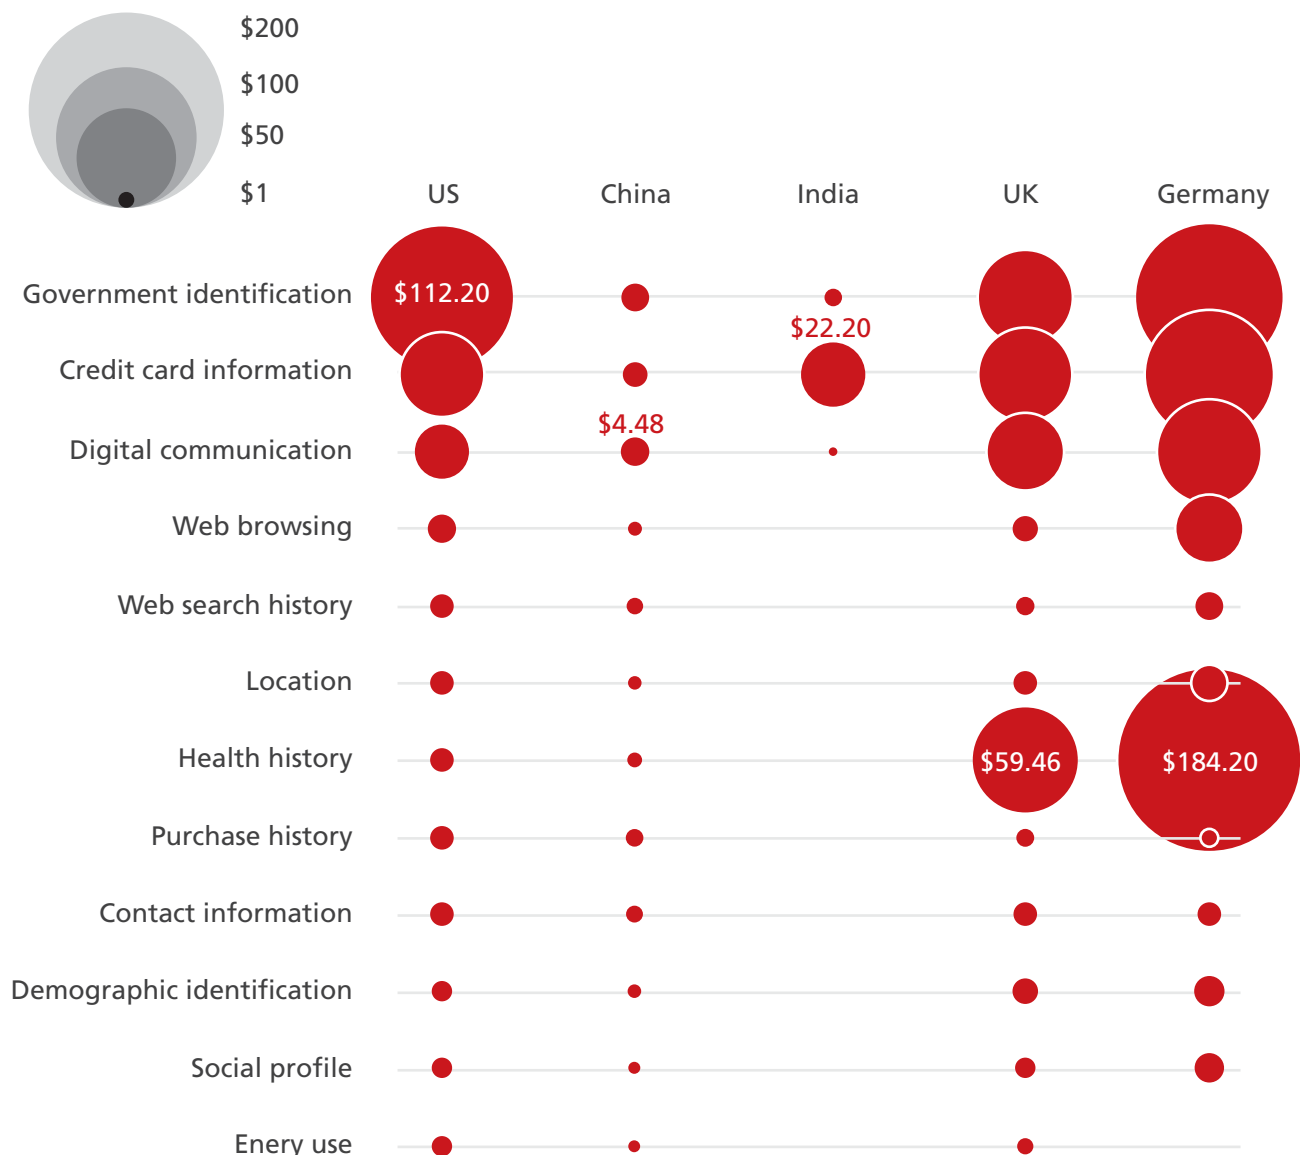 $200
$100
$50
$1
US China India UK Germany
Government identification $112.20
$22.20
Credit card information
$4.48
Digital communication
Web browsing
Web search history
Location
Health history $59.46 $184.20
Purchase history
Contact information
Demographic identification
Social profile
Enery use